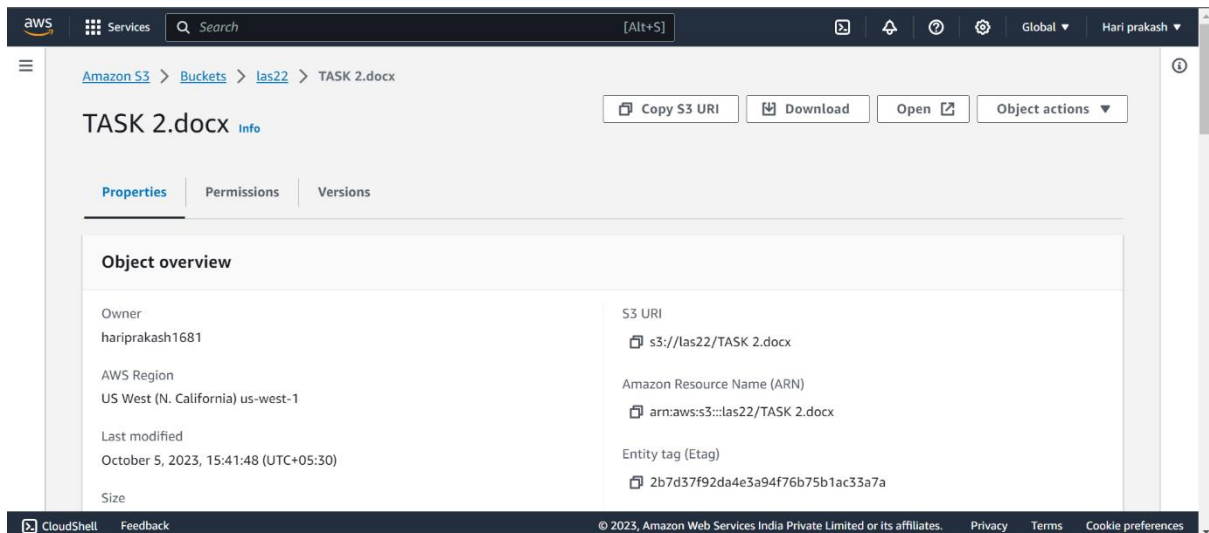 aws Services Search [Alt+S] Global Hari prakash
Amazon S3 > Buckets > las22 > TASK 2.docx
TASK 2.docx Info
Copy S3 URI Download Open Object actions
Properties Permissions Versions
Object overview
Owner
hariprakash1681
AWS Region
US West (N. California) us-west-1
Last modified
October 5, 2023, 15:41:48 (UTC+05:30)
Size
S3 URI
s3://las22/TASK 2.docx
Amazon Resource Name (ARN)
arn:aws:s3:::las22/TASK 2.docx
Entity tag (Etag)
2b7d37f92da4e3a94f76b75b1ac33a7a
CloudShell Feedback © 2023, Amazon Web Services India Private Limited or its affiliates. Privacy Terms Cookie preferences